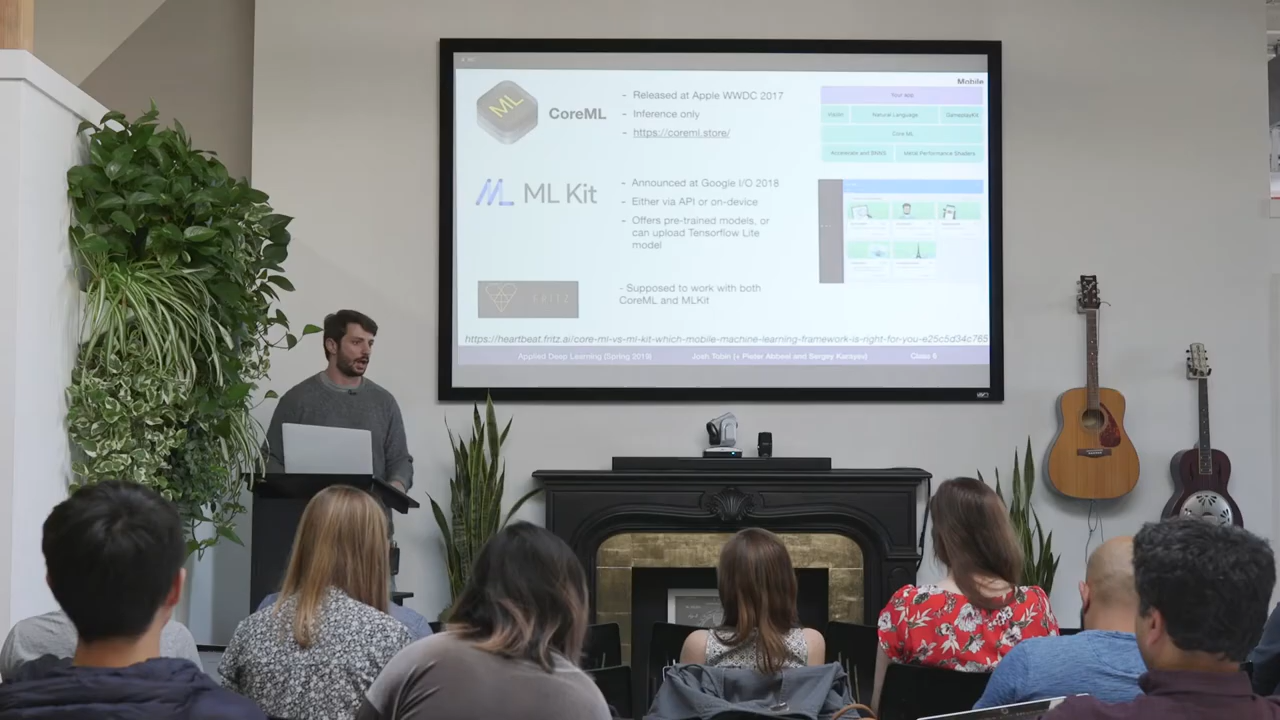 Mobile
ML
CoreML
- Released at Apple WWDC 2017
- Inference only
- https://coreml.store/
Your app
Vision
Natural Language
GameplayKit
Core ML
Accelerate and BNNS
Metal Performance Shaders
ML Kit
- Announced at Google I/O 2018
- Either via API or on-device
- Offers pre-trained models, or
can upload Tensorflow Lite
model
FRITZ
- Supposed to work with both
CoreML and MLKit
https://heartbeat.fritz.ai/core-ml-vs-ml-kit-which-mobile-machine-learning-framework-is-right-for-you-e25c5d34c765
Applied Deep Learning (Spring 2019)
Josh Tobin (+ Pieter Abbeel and Sergey Karayev)
Class 6